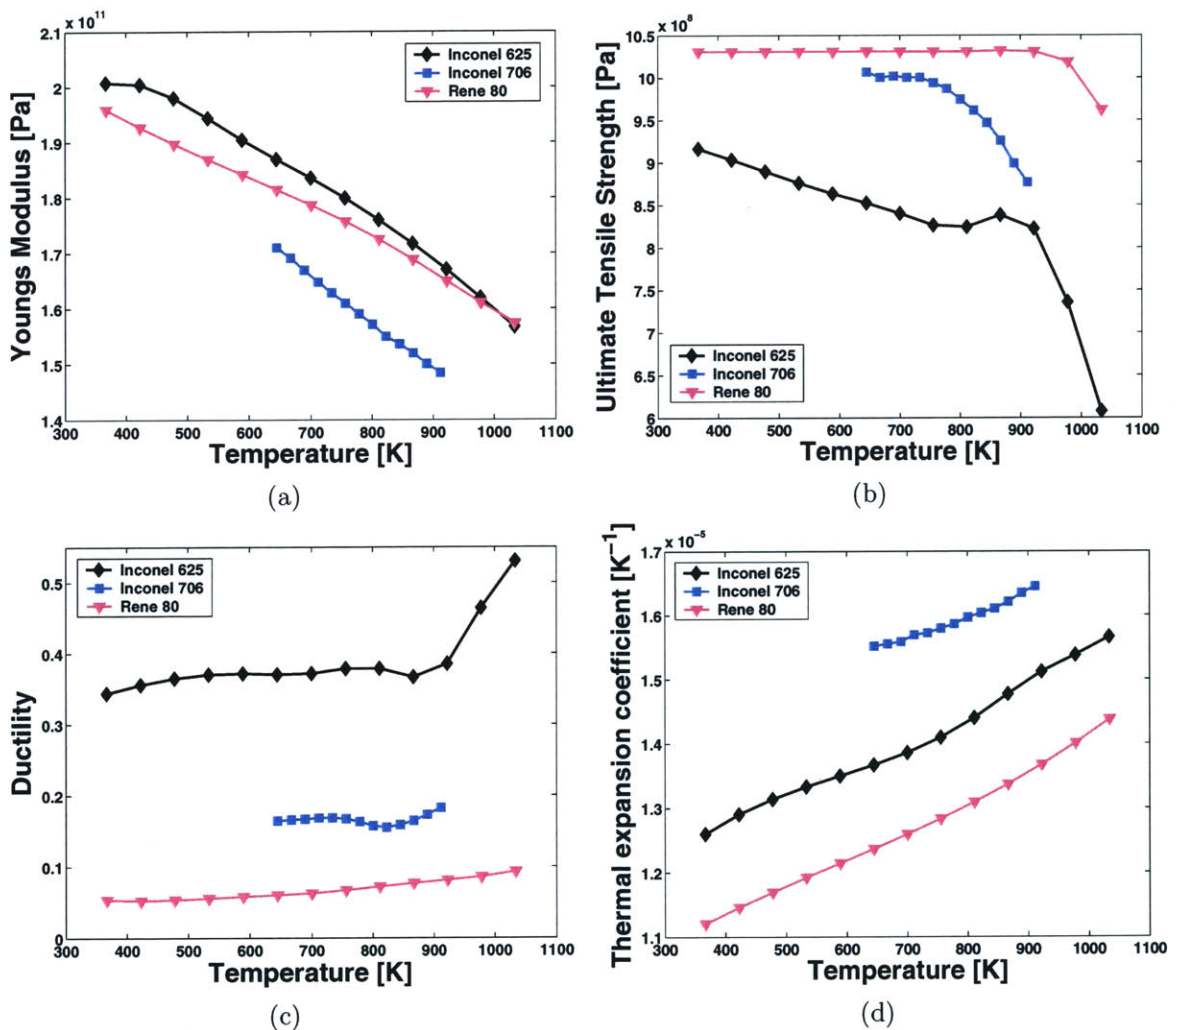 x 10¹¹
2.1
2
1.9
1.8
1.7
1.6
1.5
1.4
300 400 500 600 700 800 900 1000 1100
Youngs Modulus [Pa]
Temperature [K]
Inconel 625
Inconel 706
Rene 80
(a)
x 10⁸
10.5
10
9.5
9
8.5
8
7.5
7
6.5
6
300 400 500 600 700 800 900 1000 1100
Ultimate Tensile Strength [Pa]
Temperature [K]
Inconel 625
Inconel 706
Rene 80
(b)
0.5
0.4
0.3
0.2
0.1
0
300 400 500 600 700 800 900 1000 1100
Ductility
Temperature [K]
Inconel 625
Inconel 706
Rene 80
(c)
x 10⁻⁵
1.7
1.6
1.5
1.4
1.3
1.2
1.1
300 400 500 600 700 800 900 1000 1100
Thermal expansion coefficient [K⁻¹]
Temperature [K]
Inconel 625
Inconel 706
Rene 80
(d)